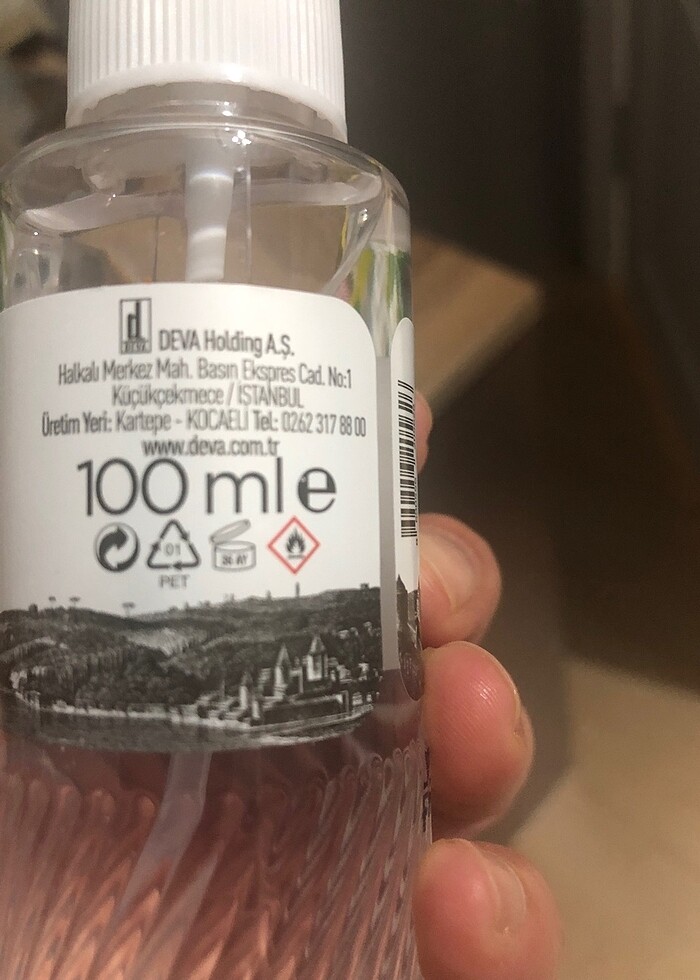 d
DEVA
DEVA Holding A.Ş.
Halkalı Merkez Mah. Basın Ekspres Cad. No:1
Küçükçekmece / İSTANBUL
Üretim Yeri: Kartepe - KOCAELİ Tel: 0262 317 88 00
www.deva.com.tr
100 ml e
01
36 AY
PET